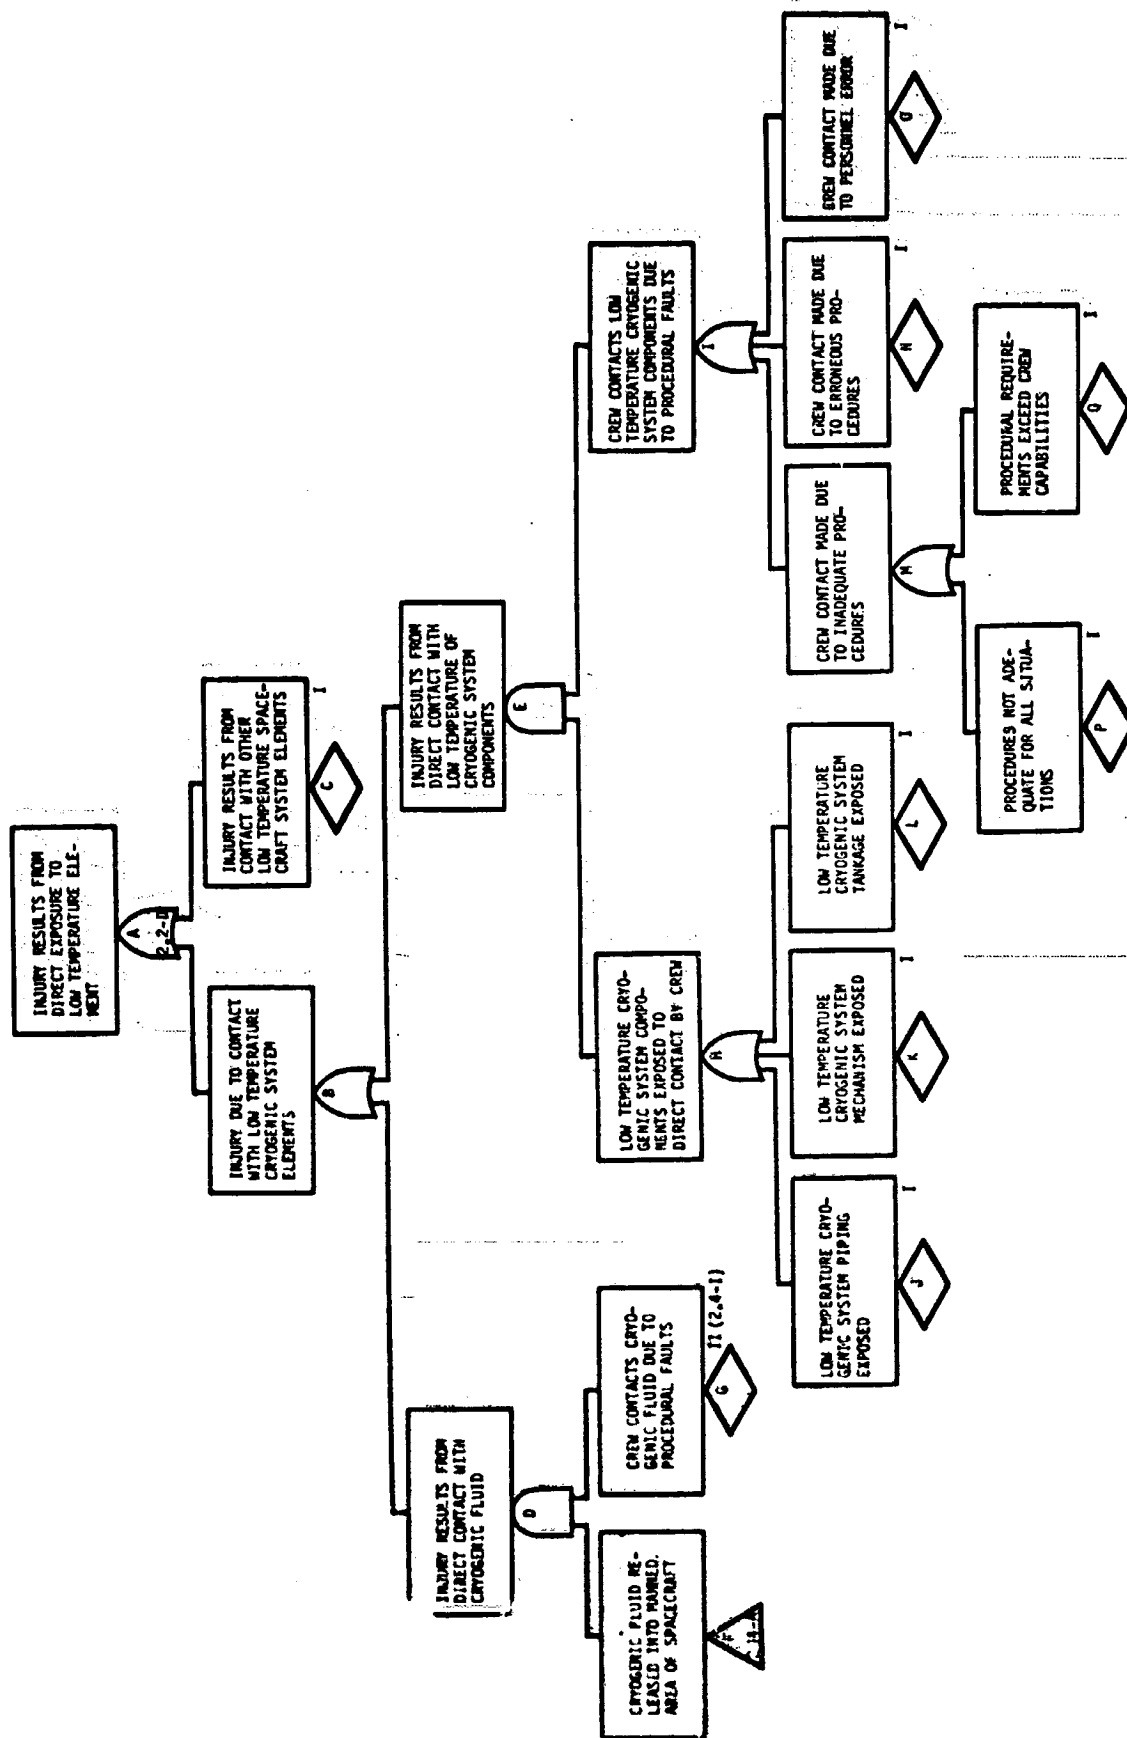 INJURY RESULTS FROM
DIRECT EXPOSURE TO
LOW TEMPERATURE ELE-
MENT
A
2.2-D
INJURY DUE TO CONTACT
WITH LOW TEMPERATURE
CRYOGENIC SYSTEM
ELEMENTS
B
INJURY RESULTS FROM
CONTACT WITH OTHER
LOW TEMPERATURE SPACE-
CRAFT SYSTEM ELEMENTS
I
C
INJURY RESULTS FROM
DIRECT CONTACT WITH
CRYOGENIC FLUID
D
INJURY RESULTS FROM
DIRECT CONTACT WITH
LOW TEMPERATURE OF
CRYOGENIC SYSTEM
COMPONENTS
E
CRYOGENIC FLUID RE-
LEASED INTO MANNED.
AREA OF SPACECRAFT
F
CREW CONTACTS CRYO-
GENIC FLUID DUE TO
PROCEDURAL FAULTS
II (2.4-I)
G
LOW TEMPERATURE CRYO-
GENIC SYSTEM COMPO-
NENTS EXPOSED TO
DIRECT CONTACT BY CREW
H
CREW CONTACTS LOW
TEMPERATURE CRYOGENIC
SYSTEM COMPONENTS DUE
TO PROCEDURAL FAULTS
I
LOW TEMPERATURE CRYO-
GENIC SYSTEM PIPING
EXPOSED
I
J
LOW TEMPERATURE
CRYOGENIC SYSTEM
MECHANISM EXPOSED
I
K
LOW TEMPERATURE
CRYOGENIC SYSTEM
TANKAGE EXPOSED
I
L
CREW CONTACT MADE DUE
TO INADEQUATE PRO-
CEDURES
M
CREW CONTACT MADE DUE
TO ERRONEOUS PRO-
CEDURES
I
N
CREW CONTACT MADE DUE
TO PERSONNEL ERROR
I
O
PROCEDURES NOT ADE-
QUATE FOR ALL SITUA-
TIONS
I
P
PROCEDURAL REQUIRE-
MENTS EXCEED CREW
CAPABILITIES
I
Q